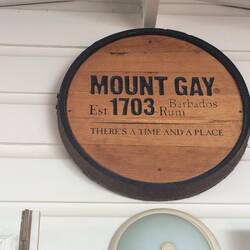 MOUNT GAY
Est 1703 Barbados Rum
THERE'S A TIME AND A PLACE